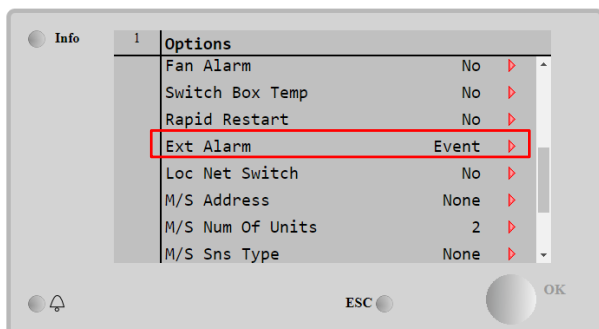 Info
1 Options
Fan Alarm No
Switch Box Temp No
Rapid Restart No
Ext Alarm Event
Loc Net Switch No
M/S Address None
M/S Num Of Units 2
M/S Sns Type None
ESC
OK